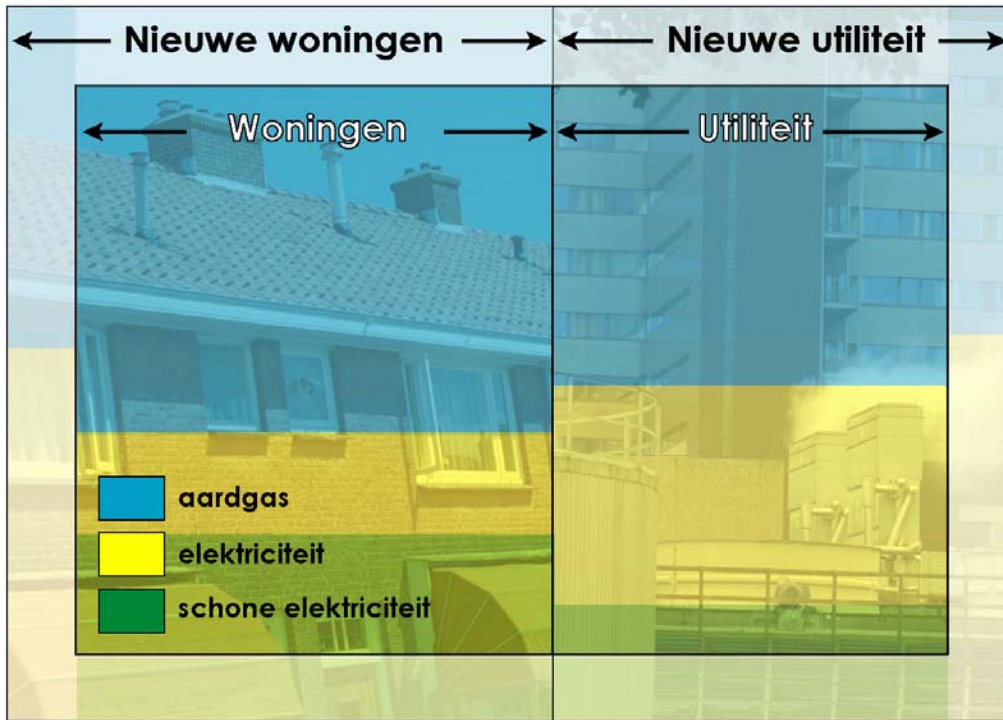 Nieuwe woningen
Nieuwe utiliteit
Woningen
Utiliteit
aardgas
elektriciteit
schone elektriciteit